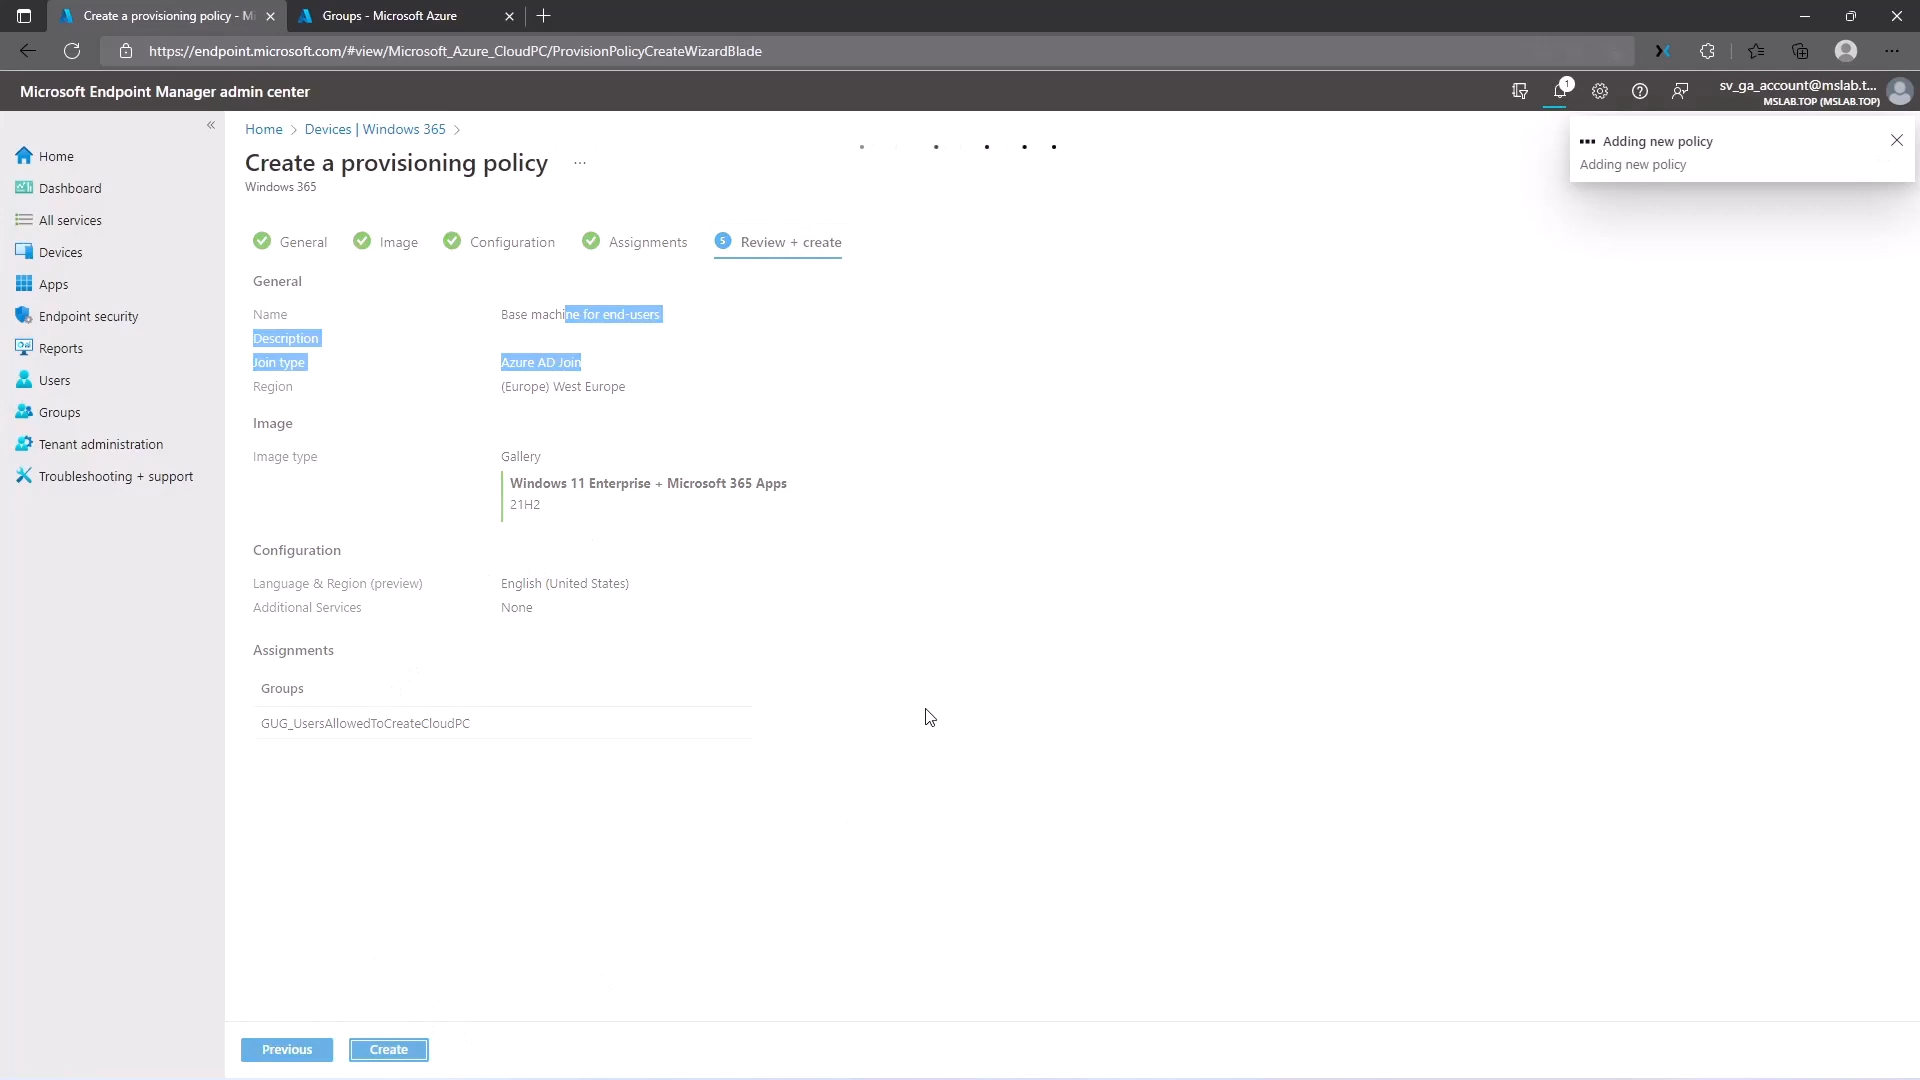 Create a provisioning policy - Mi
Groups - Microsoft Azure
https://endpoint.microsoft.com/#view/Microsoft_Azure_CloudPC/ProvisionPolicyCreateWizardBlade
Microsoft Endpoint Manager admin center
1
sv_ga_account@mslab.t...
MSLAB.TOP (MSLAB.TOP)
Home
Dashboard
All services
Devices
Apps
Endpoint security
Reports
Users
Groups
Tenant administration
Troubleshooting + support
Home > Devices | Windows 365 >
Create a provisioning policy ...
Windows 365
Adding new policy
Adding new policy
General
Image
Configuration
Assignments
5 Review + create
General
Name Base machine for end-users
Description
Join type Azure AD Join
Region (Europe) West Europe
Image
Image type Gallery
Windows 11 Enterprise + Microsoft 365 Apps
21H2
Configuration
Language & Region (preview) English (United States)
Additional Services None
Assignments
Groups
GUG_UsersAllowedToCreateCloudPC
Previous
Create